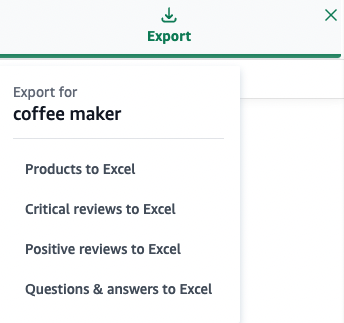 Export
Export for
coffee maker
Products to Excel
Critical reviews to Excel
Positive reviews to Excel
Questions & answers to Excel